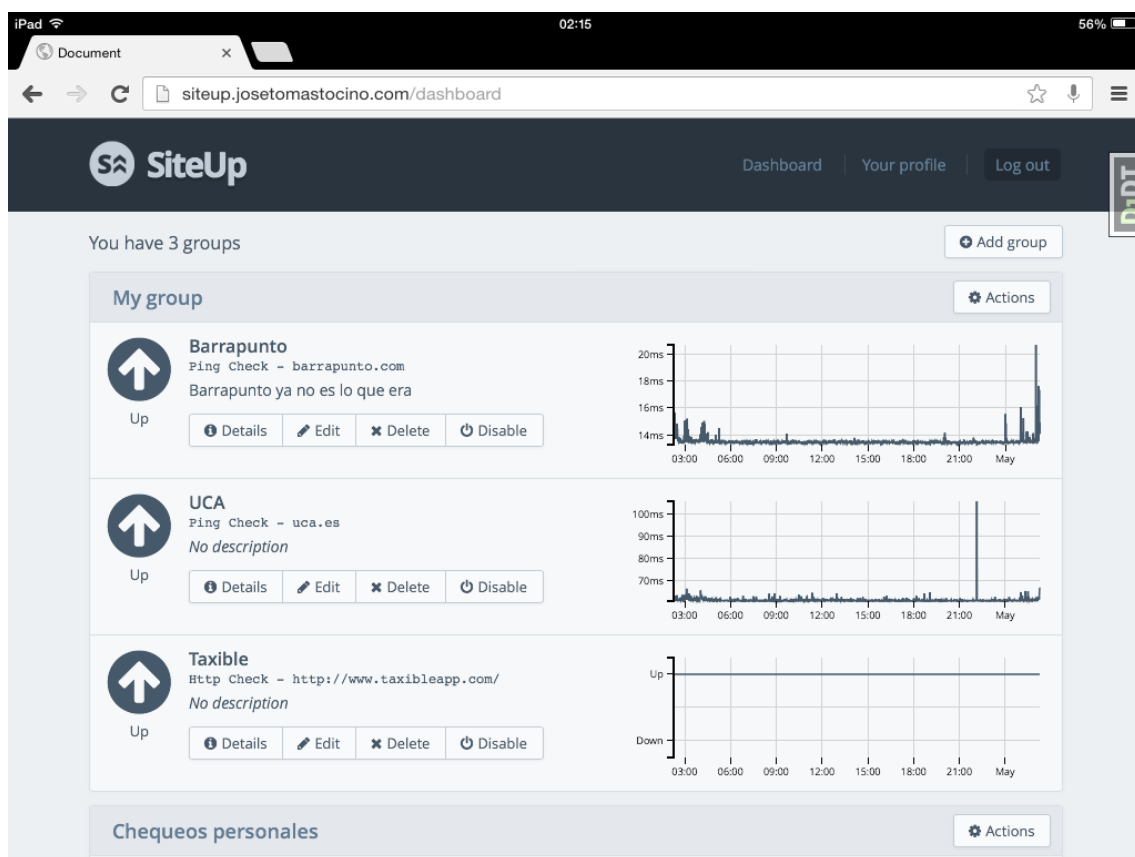 iPad 02:15 56%
Document
siteup.josetomastocino.com/dashboard
S SiteUp Dashboard Your profile Log out
DJDT
You have 3 groups Add group
My group Actions
Barrapunto
Ping Check - barrapunto.com
Barrapunto ya no es lo que era
Up
Details Edit Delete Disable
20ms
18ms
16ms
14ms
03:00 06:00 09:00 12:00 15:00 18:00 21:00 May
UCA
Ping Check - uca.es
No description
Up
Details Edit Delete Disable
100ms
90ms
80ms
70ms
03:00 06:00 09:00 12:00 15:00 18:00 21:00 May
Taxible
Http Check - http://www.taxibleapp.com/
No description
Up
Details Edit Delete Disable
Up
Down
03:00 06:00 09:00 12:00 15:00 18:00 21:00 May
Chequeos personales Actions